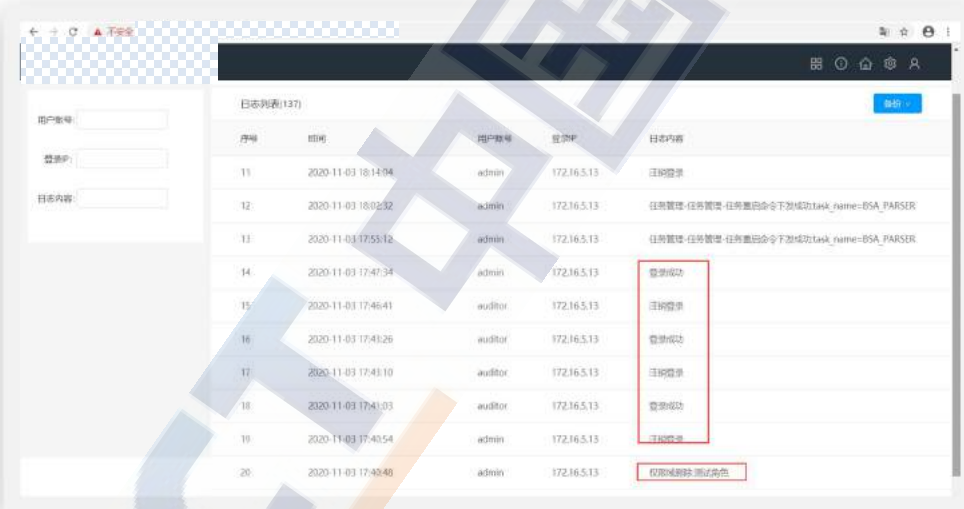 不安全
日志列表(137)
备份
用户账号:
登录IP:
日志内容:
序号 时间 用户账号 登录IP 日志内容
11 2020-11-03 18:14:04 admin 172.16.5.13 注销登录
12 2020-11-03 18:02:32 admin 172.16.5.13 任务管理-任务管理-任务重启命令下发成功:task_name=BSA_PARSER
13 2020-11-03 17:55:12 admin 172.16.5.13 任务管理-任务管理-任务重启命令下发成功:task_name=BSA_PARSER
14 2020-11-03 17:47:34 admin 172.16.5.13 登录成功
15 2020-11-03 17:46:41 auditor 172.16.5.13 注销登录
16 2020-11-03 17:43:26 auditor 172.16.5.13 登录成功
17 2020-11-03 17:43:10 auditor 172.16.5.13 注销登录
18 2020-11-03 17:41:03 auditor 172.16.5.13 登录成功
19 2020-11-03 17:40:54 admin 172.16.5.13 注销登录
20 2020-11-03 17:40:48 admin 172.16.5.13 权限域删除:测试角色